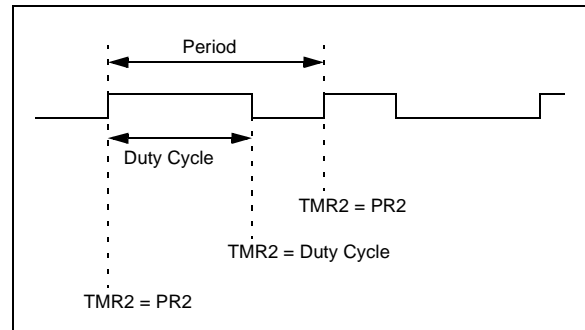 Period
Duty Cycle
TMR2 = PR2
TMR2 = Duty Cycle
TMR2 = PR2